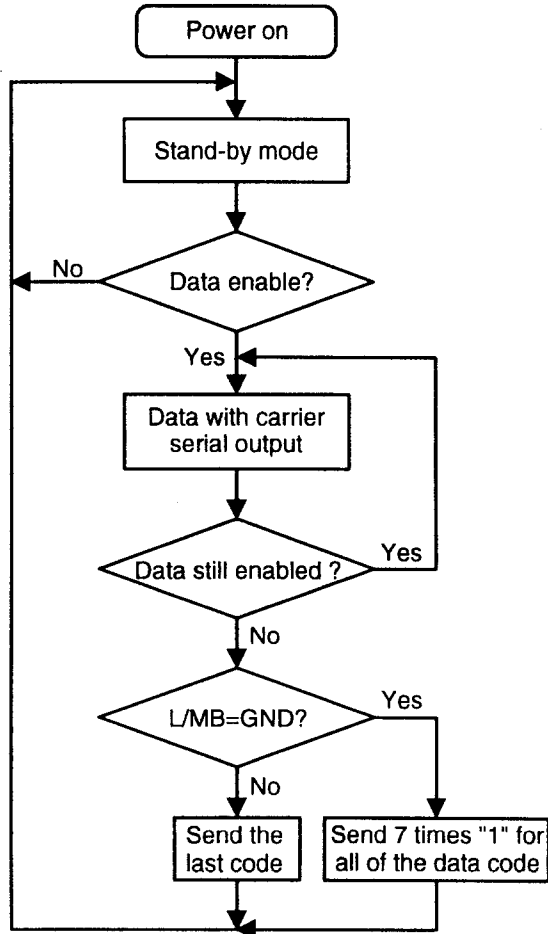 Power on
Stand-by mode
No
Data enable?
Yes
Data with carrier
serial output
Data still enabled ?
Yes
No
L/MB=GND?
Yes
No
Send the
last code
Send 7 times "1" for
all of the data code